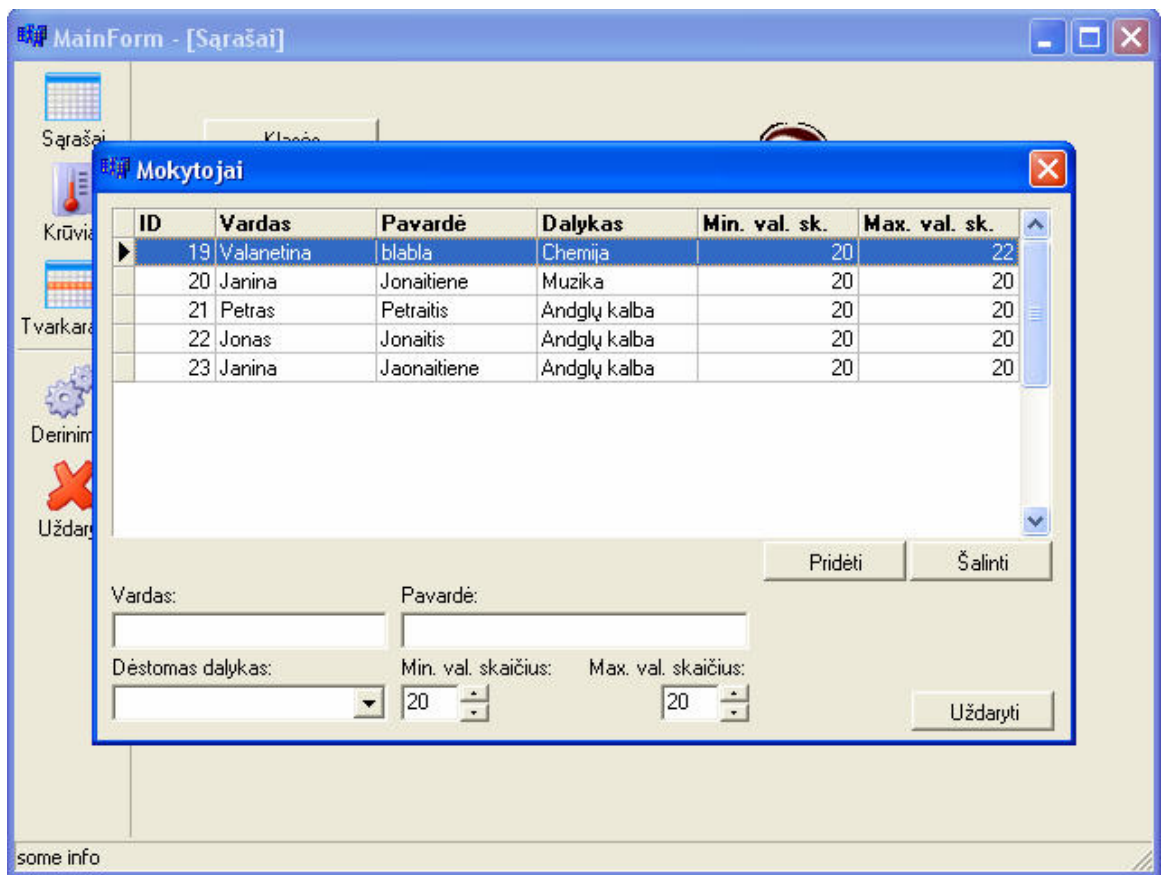 MainForm - [Sąrašai]
Sąrašai
Mokytojai
ID Vardas Pavardė Dalykas Min. val. sk. Max. val. sk.
19 Valanetina blabla Chemija 20 22
20 Janina Jonaitiene Muzika 20 20
21 Petras Petraitis Andglų kalba 20 20
22 Jonas Jonaitis Andglų kalba 20 20
23 Janina Jaonaitiene Andglų kalba 20 20
Krūvia
Tvarkara
Derinim
Uždary
Pridėti Šalinti
Vardas: Pavardė:
Dėstomas dalykas: Min. val. skaičius: Max. val. skaičius:
20 20
Uždaryti
some info